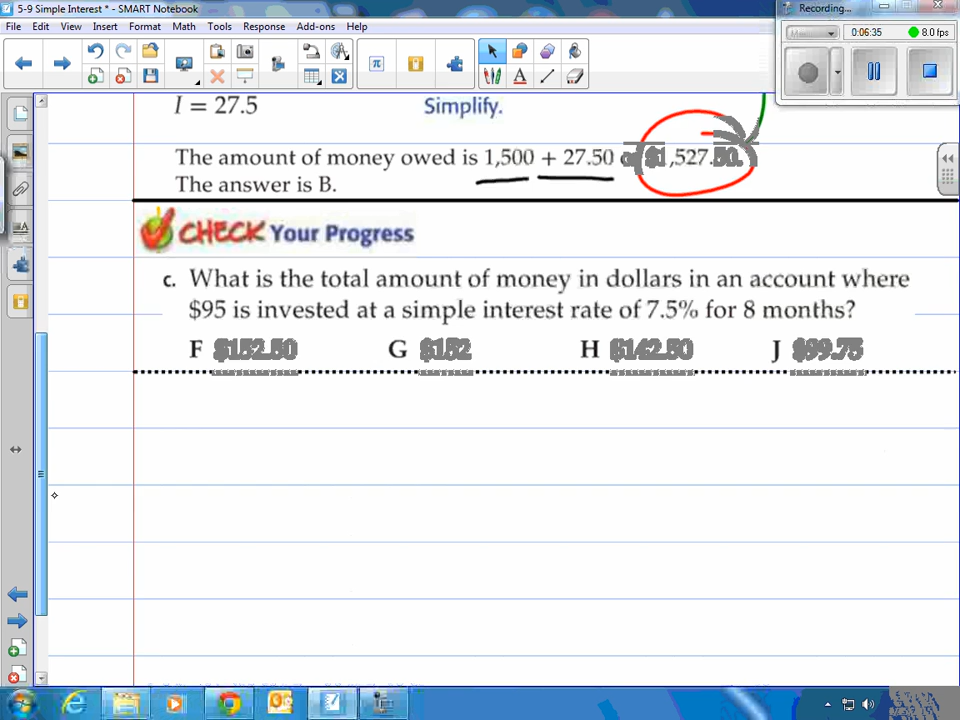 5-9 Simple Interest * - SMART Notebook
Recording...
File Edit View Insert Format Math Tools Response Add-ons Help
0:06:35 8.0 fps
I = 27.5 Simplify.
The amount of money owed is 1,500 + 27.50 $1,527.50.
The answer is B.
CHECK Your Progress
c. What is the total amount of money in dollars in an account where
$95 is invested at a simple interest rate of 7.5% for 8 months?
F $152.50 G $152 H $142.50 J $99.75